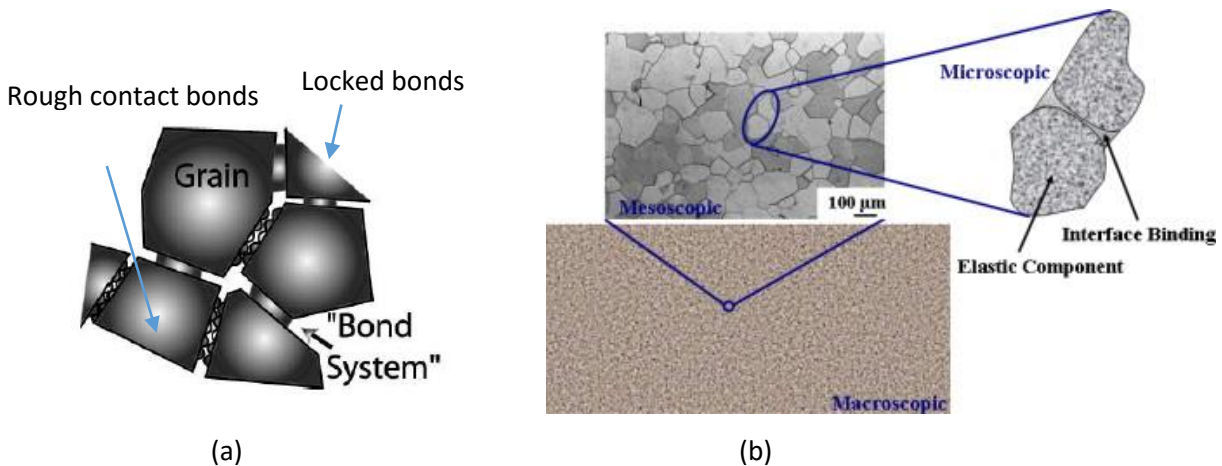 Rough contact bonds
Locked bonds
Grain
"Bond
System"
(a)
Microscopic
Mesoscopic
100 µm
Interface Binding
Elastic Component
Macroscopic
(b)